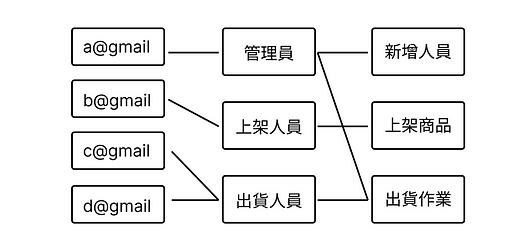 a@gmail
b@gmail
c@gmail
d@gmail
管理員
上架人員
出貨人員
新增人員
上架商品
出貨作業